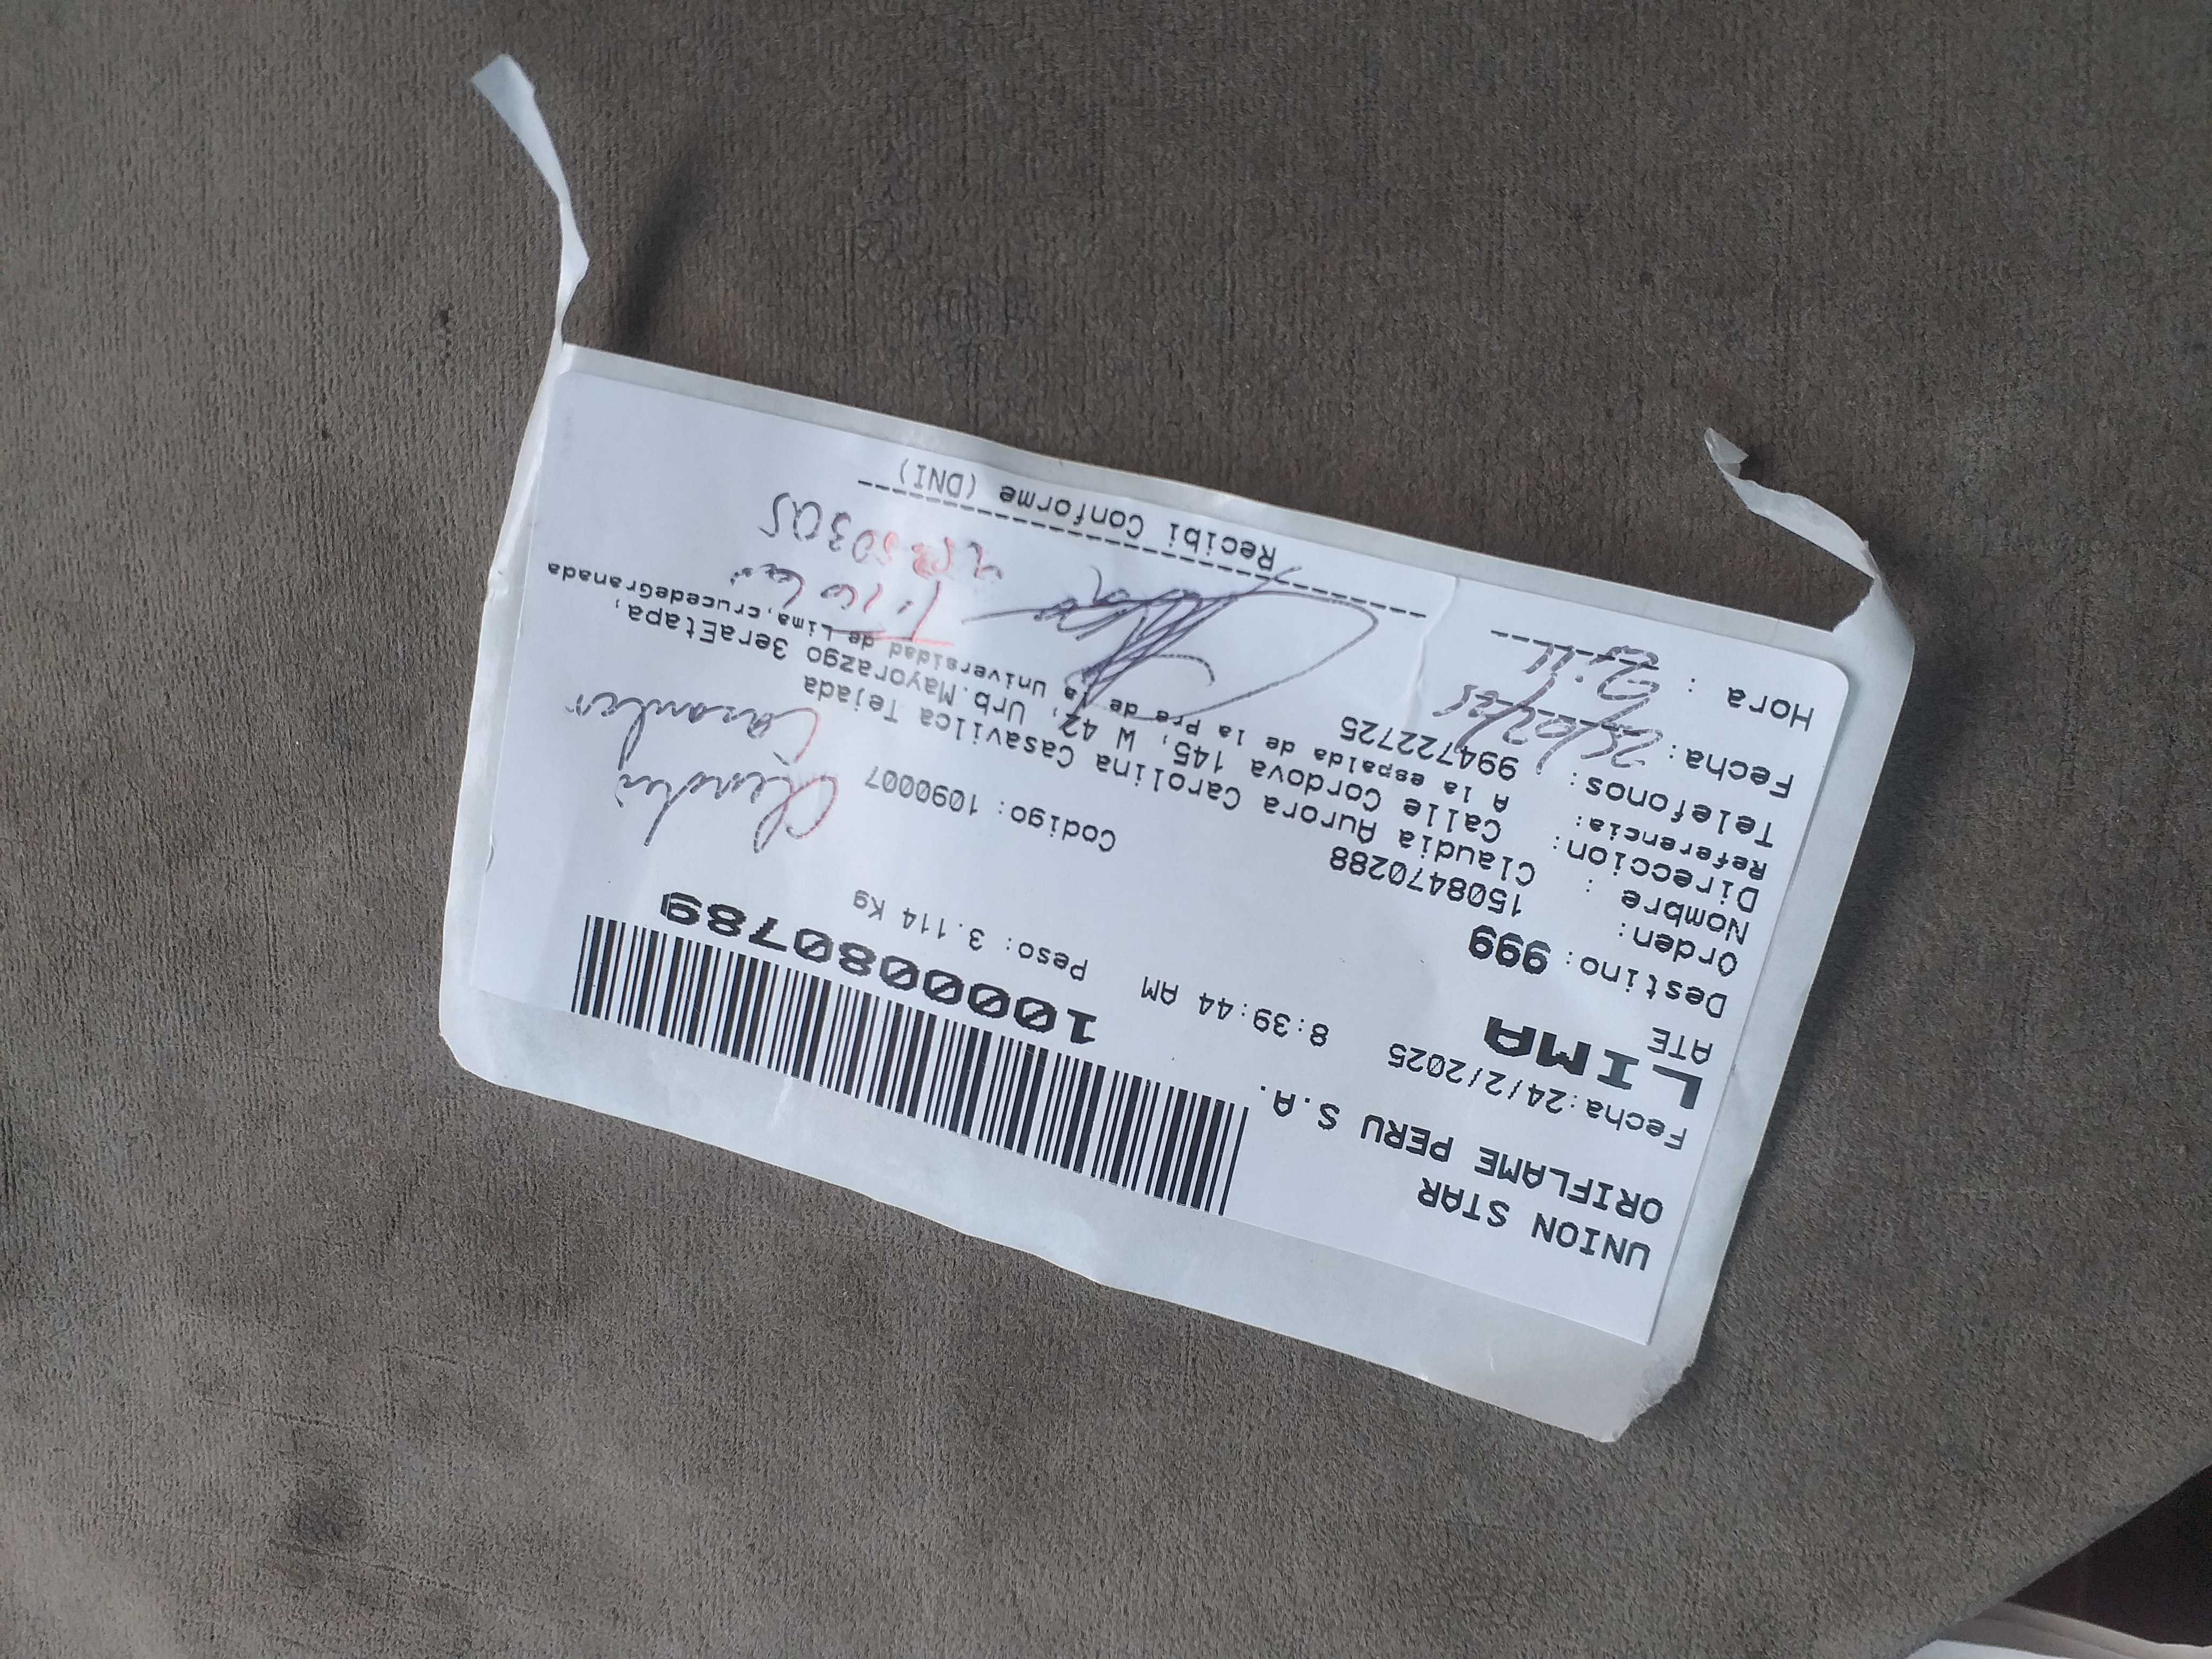 UNION STAR
ORIFLAME PERU S.A.
Fecha:24/2/2025 8:39:44 AM Peso: 3.114 Kg
1000080789
LIMA
ATE
Destino: 999
Orden: 1508470288 Codigo: 1090007
Nombre : Claudia Aurora Carolina Casavilca Tejada
Direccion: Calle Cordova 145, W 42, Urb.Mayorazgo 3eraEtapa,
Referencia: A la espalda de la Pre de la Universidad de Lima,crucedeGranada
Telefonos: 994722725
Fecha: 25/02/25
Hora :
Recibi Conforme (DNI)